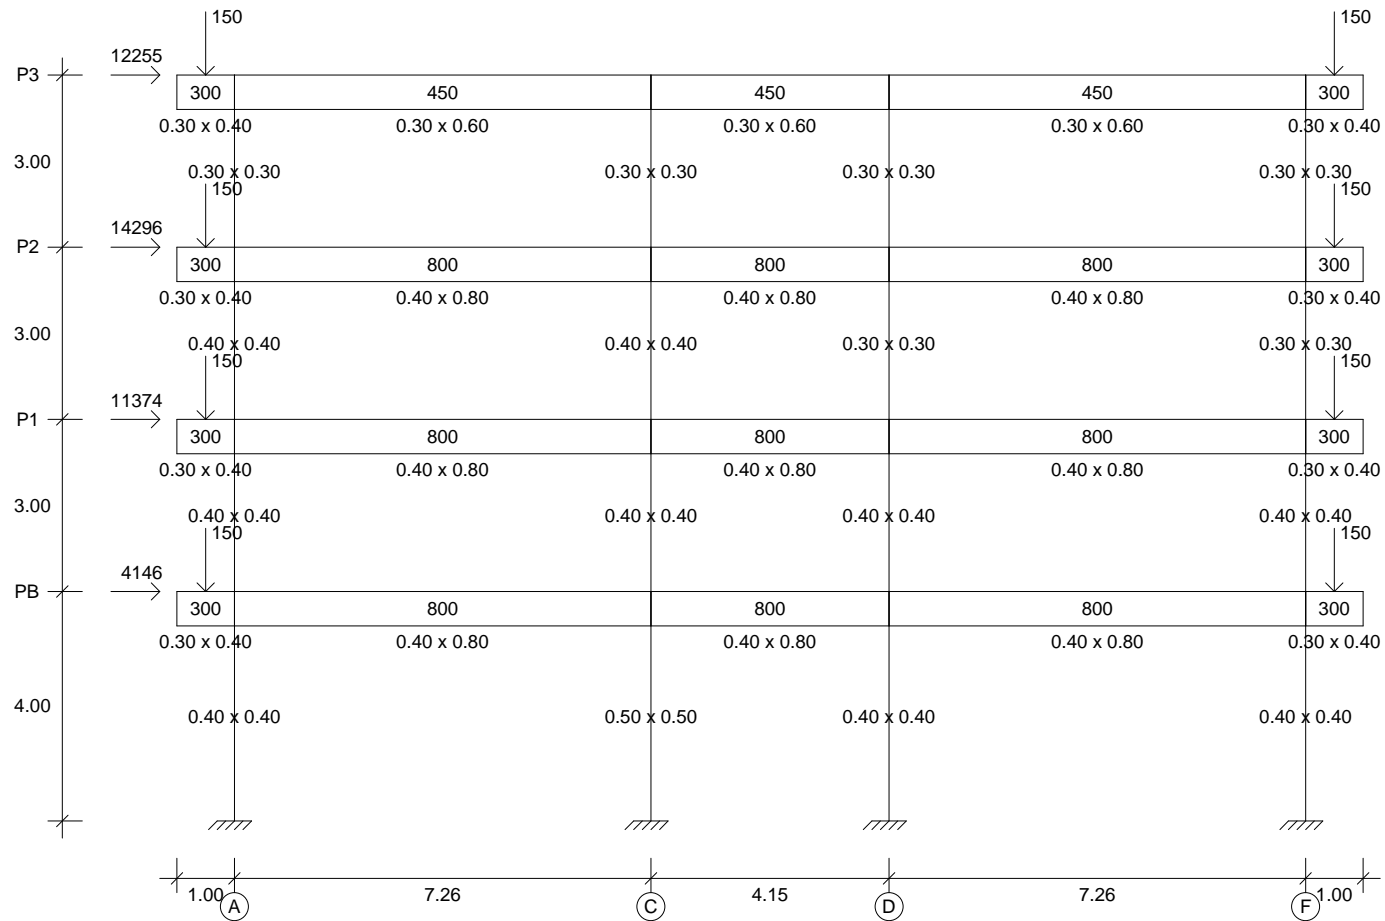 150 150
12255
P3
300 450 450 450 300
0.30 x 0.40 0.30 x 0.60 0.30 x 0.60 0.30 x 0.60 0.30 x 0.40
3.00
0.30 x 0.30 0.30 x 0.30 0.30 x 0.30 0.30 x 0.30
150 150
14296
P2
300 800 800 800 300
0.30 x 0.40 0.40 x 0.80 0.40 x 0.80 0.40 x 0.80 0.30 x 0.40
3.00
0.40 x 0.40 0.40 x 0.40 0.30 x 0.30 0.30 x 0.30
150 150
11374
P1
300 800 800 800 300
0.30 x 0.40 0.40 x 0.80 0.40 x 0.80 0.40 x 0.80 0.30 x 0.40
3.00
0.40 x 0.40 0.40 x 0.40 0.40 x 0.40 0.40 x 0.40
150 150
4146
PB
300 800 800 800 300
0.30 x 0.40 0.40 x 0.80 0.40 x 0.80 0.40 x 0.80 0.30 x 0.40
4.00
0.40 x 0.40 0.50 x 0.50 0.40 x 0.40 0.40 x 0.40
1.00 7.26 4.15 7.26 1.00
A C D F